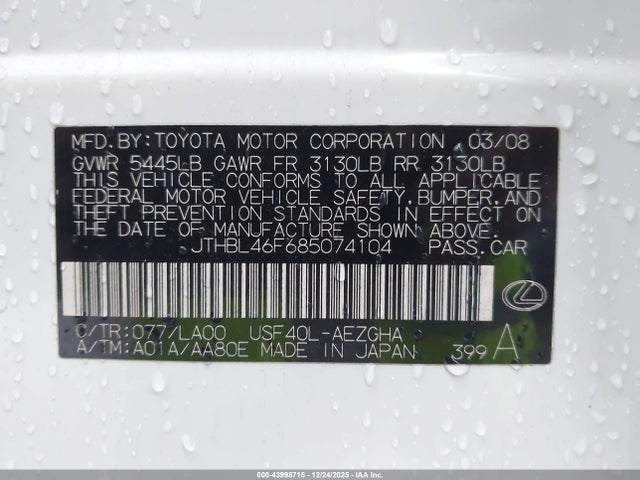 MFD. BY: TOYOTA MOTOR CORPORATION 03/08
GVWR 5445LB GAWR FR 3130LB RR 3130LB
THIS VEHICLE CONFORMS TO ALL APPLICABLE
FEDERAL MOTOR VEHICLE SAFETY, BUMPER, AND
THEFT PREVENTION STANDARDS IN EFFECT ON
THE DATE OF MANUFACTURE SHOWN ABOVE.
JTHBL46F685074104 PASS. CAR
C/TR: 077/LA00 USF40L-AEZGHA
A/TM: A01A/AA80E MADE IN JAPAN 399 A
000-43998715 - 12/24/2025 - IAA Inc.